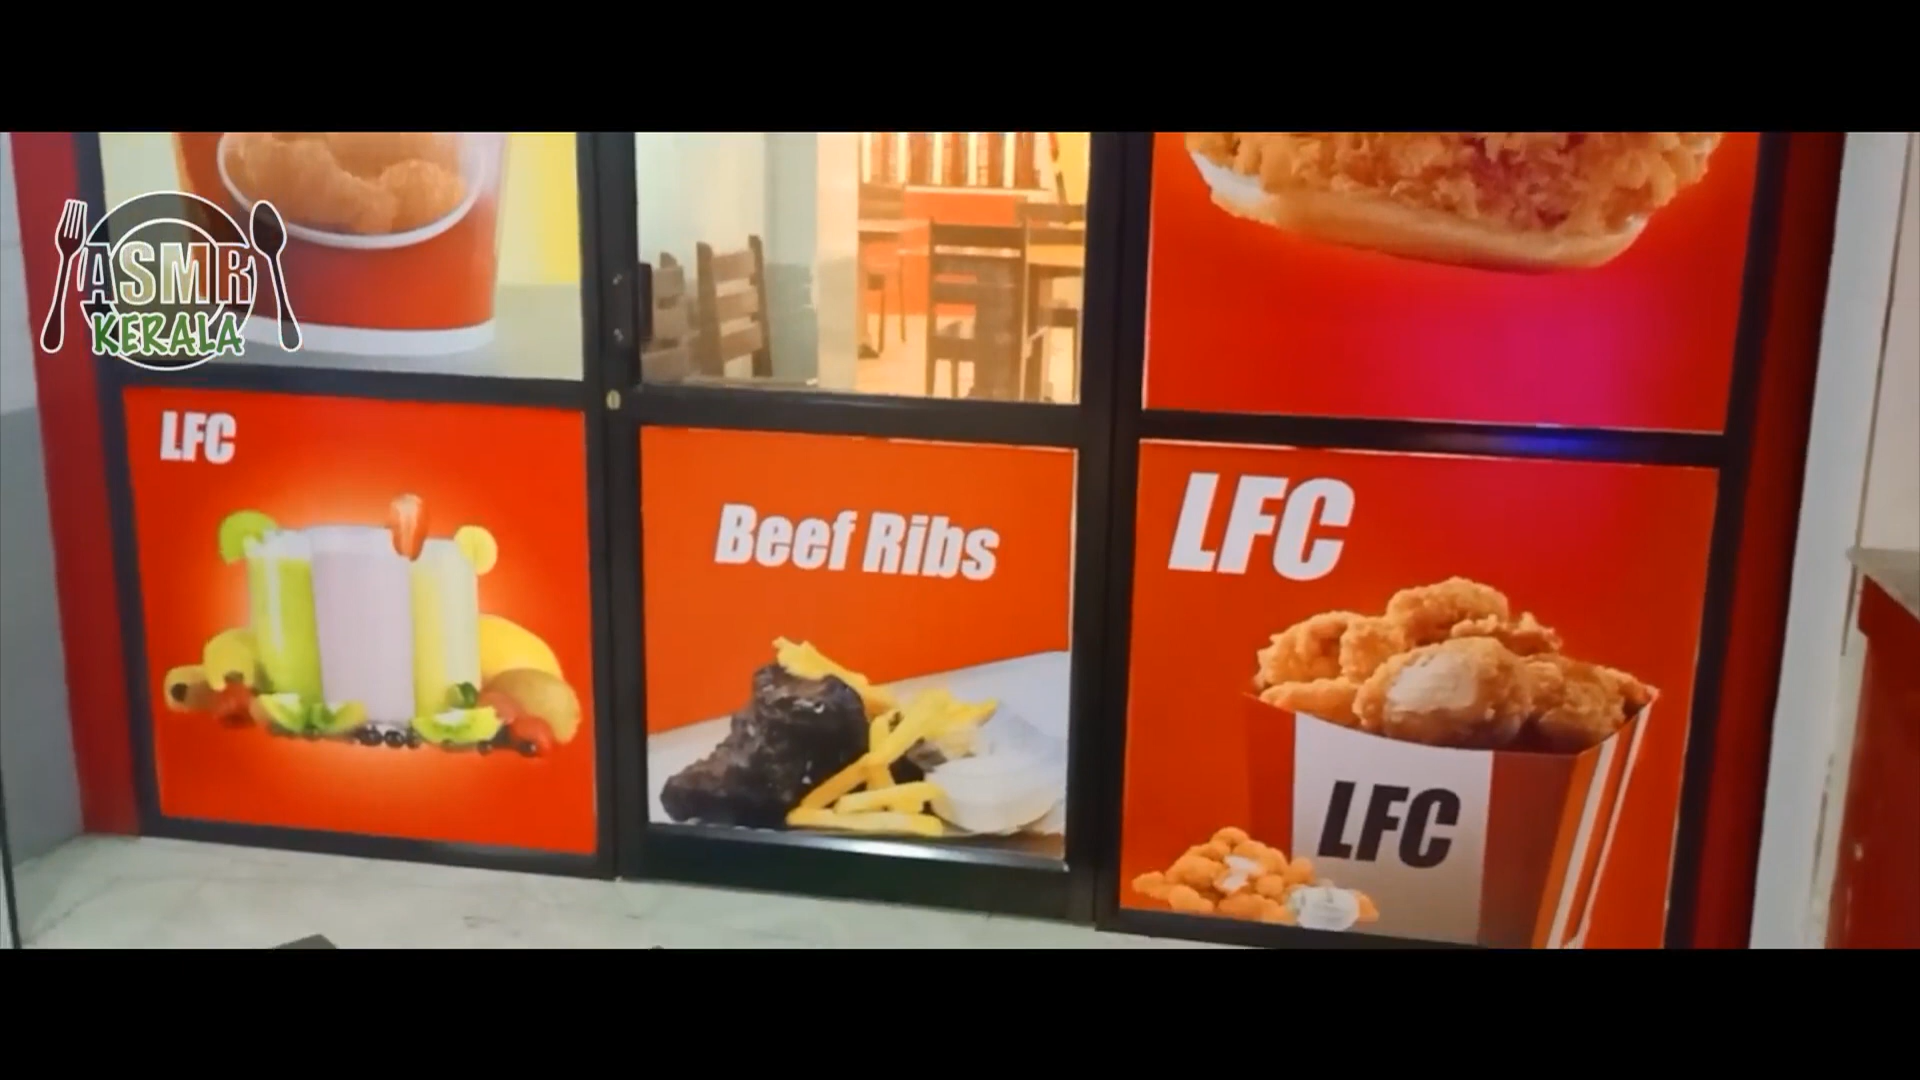 ASMR
KERALA
LFC
Beef Ribs
LFC
LFC